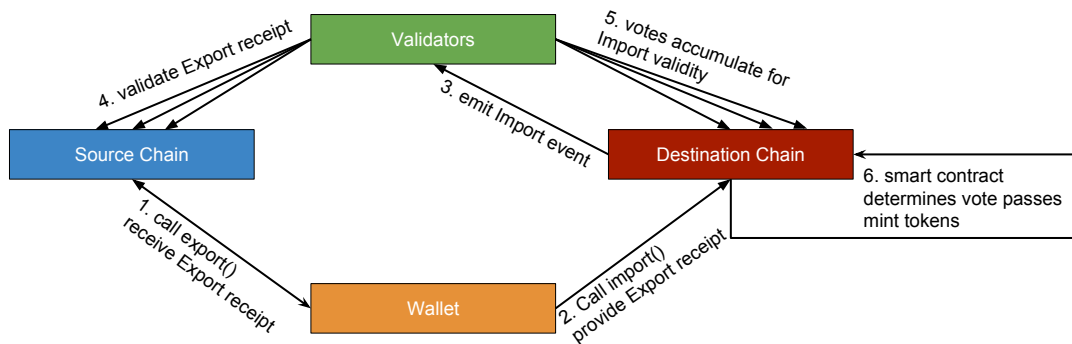 Validators
4. validate Export receipt
5. votes accumulate for
Import validity
3. emit Import event
Source Chain
Destination Chain
6. smart contract
determines vote passes
mint tokens
1. call export()
receive Export receipt
2. Call import()
provide Export receipt
Wallet